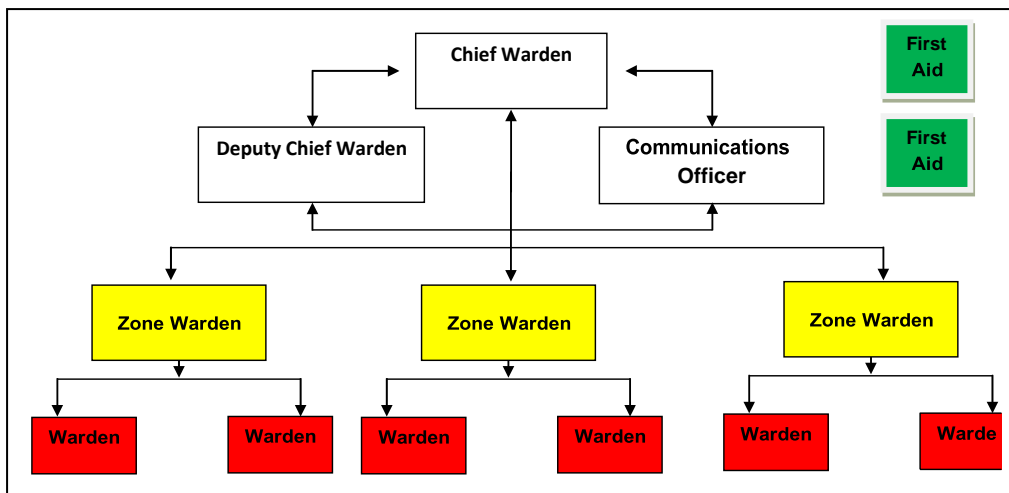 Chief Warden
First
Aid
Deputy Chief Warden
Communications
Officer
First
Aid
Zone Warden
Zone Warden
Zone Warden
Warden
Warden
Warden
Warden
Warden
Warde